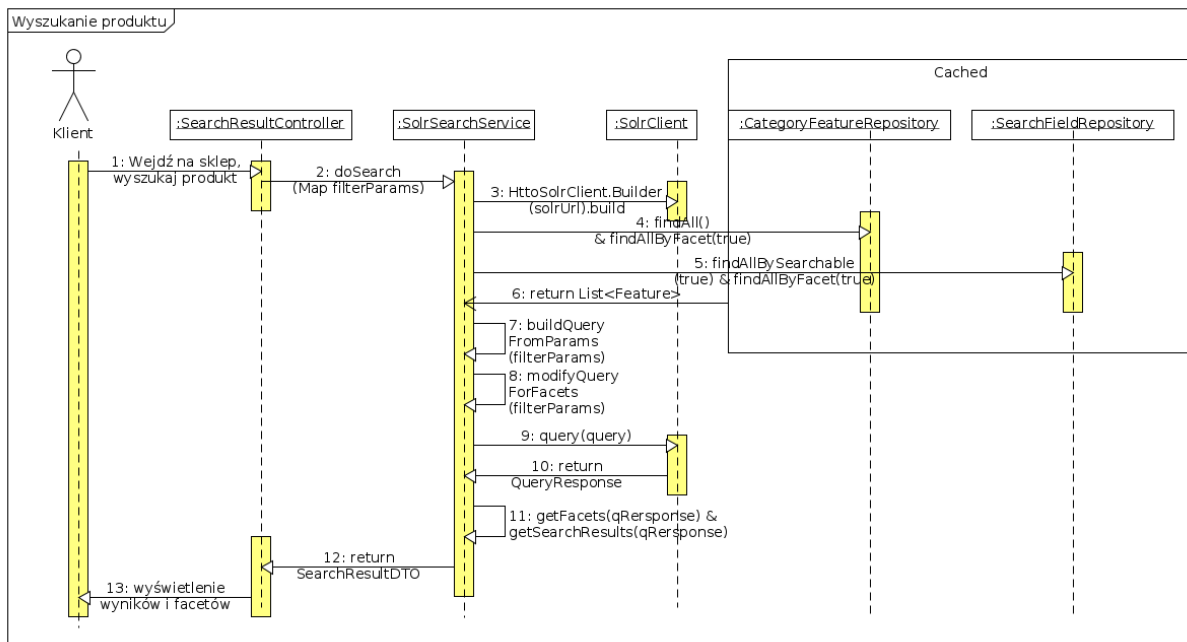 Wyszukanie produktu
Cached
Klient
:SearchResultController
:SolrSearchService
:SolrClient
:CategoryFeatureRepository
:SearchFieldRepository
1: Wejdź na sklep,
wyszukaj produkt
2: doSearch
(Map filterParams)
3: HttoSolrClient.Builder
(solrUrl).build
4: findAll()
& findAllByFacet(true)
5: findAllBySearchable
(true) & findAllByFacet(true)
6: return List<Feature>
7: buildQuery
FromParams
(filterParams)
8: modifyQuery
ForFacets
(filterParams)
9: query(query)
10: return
QueryResponse
11: getFacets(qRersponse) &
getSearchResults(qRersponse)
12: return
SearchResultDTO
13: wyświetlenie
wyników i facetów